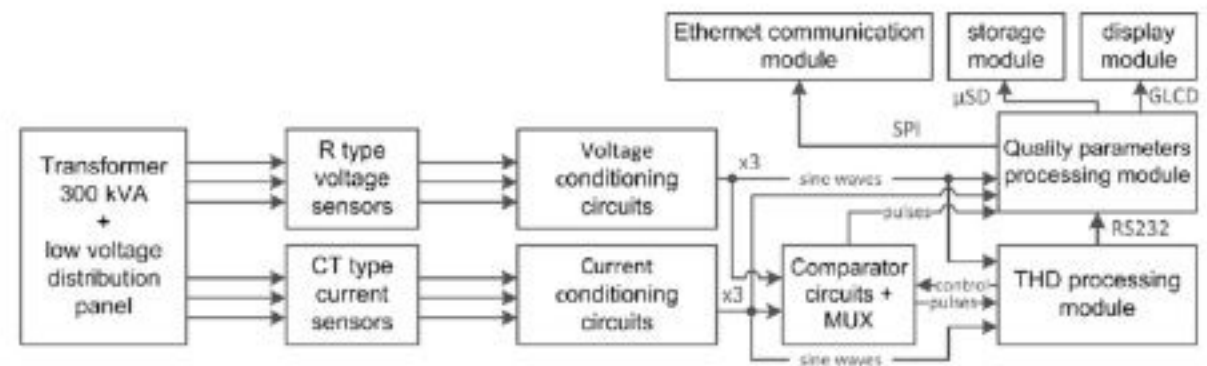 Ethernet communication
module
storage
module
display
module
µSD
GLCD
SPI
Transformer
300 kVA
+
low voltage
distribution
panel
R type
voltage
sensors
Voltage
conditioning
circuits
x3
sine waves
Quality parameters
processing module
pulses
RS232
CT type
current
sensors
Current
conditioning
circuits
x3
Comparator
circuits +
MUX
control
pulses
THD processing
module
sine waves